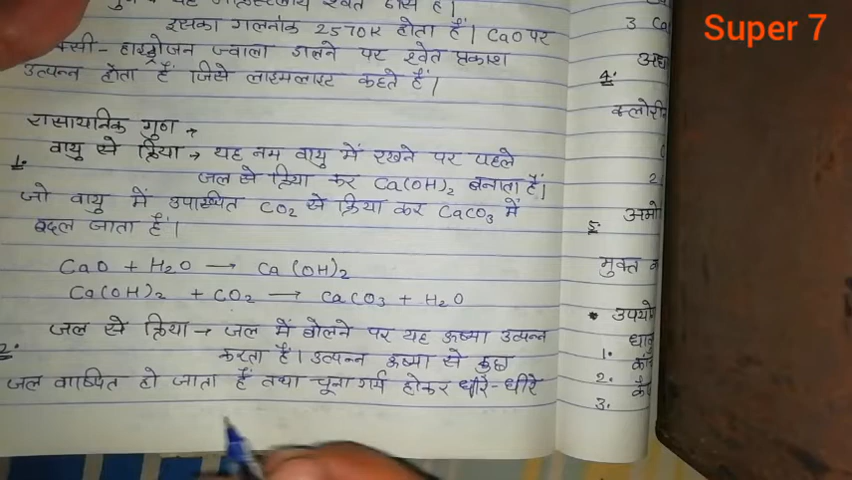 इसका गलनांक 2570K होता है। CaO पर
हाइड्रोजन ज्वाला डालने पर श्वेत प्रकाश
उत्पन्न होता है जिसे लाइमलाइट कहते हैं।
रासायनिक गुण →
1. वायु से क्रिया → यह नम वायु में रखने पर पहले
जल से क्रिया कर Ca(OH)2 बनाता है।
जो वायु में उपस्थित CO2 से क्रिया कर CaCO3 में
बदल जाता है।
CaO + H2O → Ca(OH)2
Ca(OH)2 + CO2 → CaCO3 + H2O
2. जल से क्रिया → जल में घोलने पर यह ऊष्मा उत्पन्न
करता है। उत्पन्न ऊष्मा से कुछ
जल वाष्पित हो जाता है तथा चूना गर्म होकर धीरे-धीरे
Super 7
3 Ca
4.
क्लोरीन
2
5.
मुक्त
1.
2.
3.